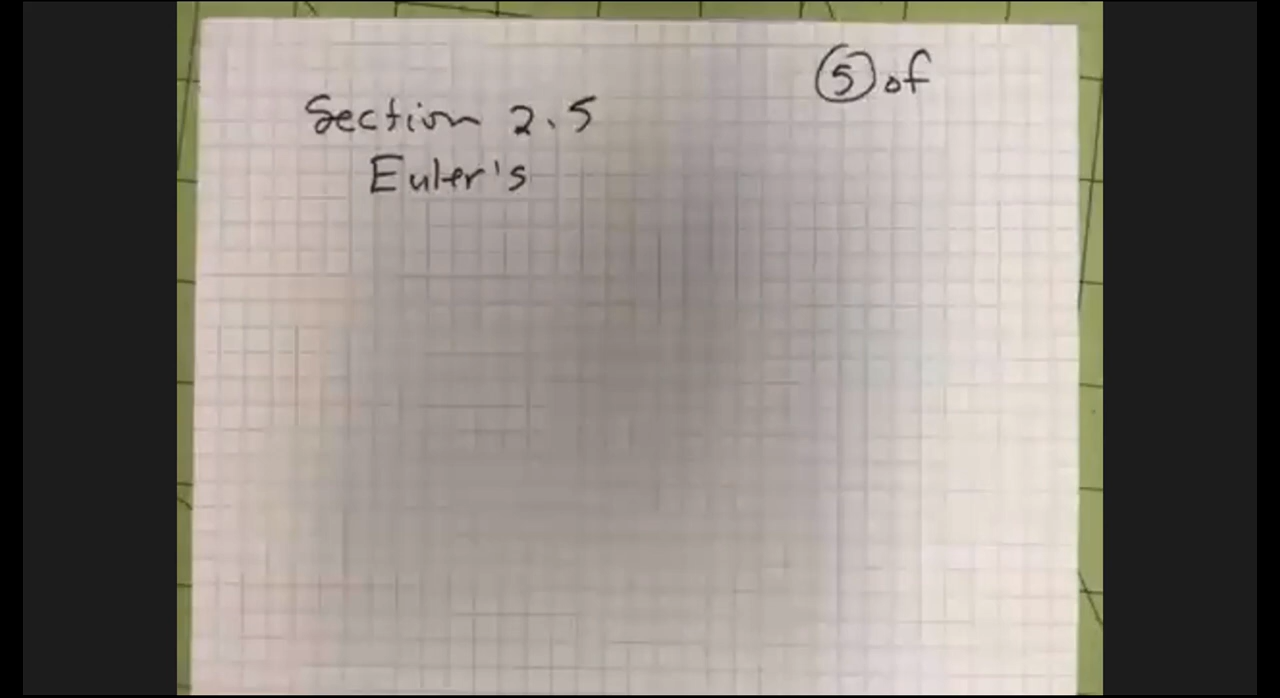 ⑤ of
Section 2.5
Euler's